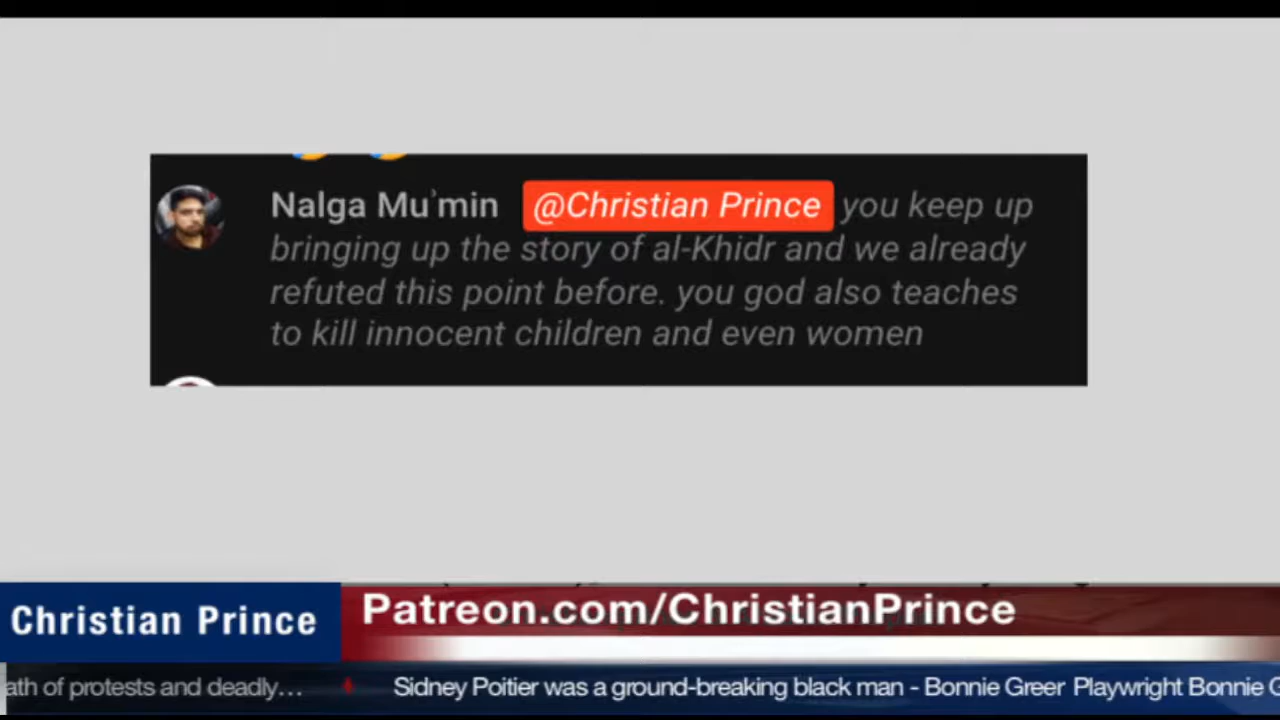 Nalga Mu'min @Christian Prince you keep up
bringing up the story of al-Khidr and we already
refuted this point before. you god also teaches
to kill innocent children and even women
Christian Prince
Patreon.com/ChristianPrince
ath of protests and deadly... Sidney Poitier was a ground-breaking black man - Bonnie Greer Playwright Bonnie G